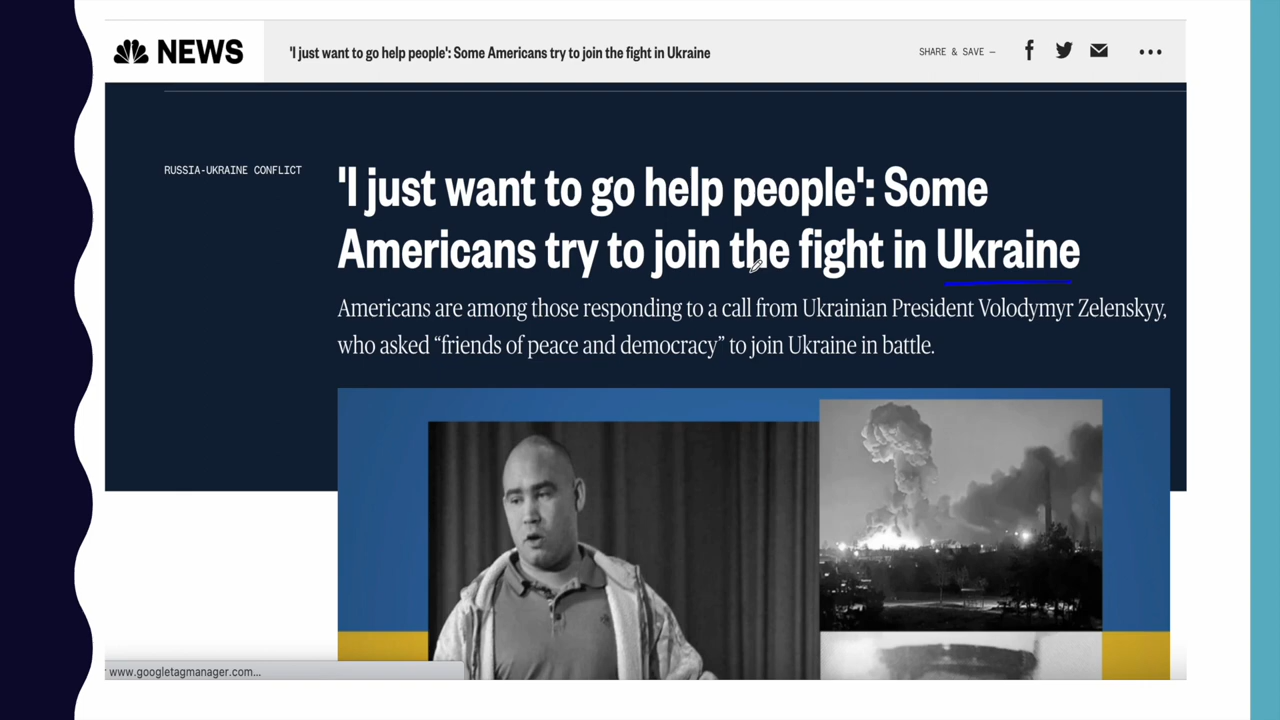 NEWS
'I just want to go help people': Some Americans try to join the fight in Ukraine
SHARE & SAVE —
RUSSIA-UKRAINE CONFLICT
'I just want to go help people': Some
Americans try to join the fight in Ukraine
Americans are among those responding to a call from Ukrainian President Volodymyr Zelenskyy,
who asked “friends of peace and democracy” to join Ukraine in battle.
www.googletagmanager.com...